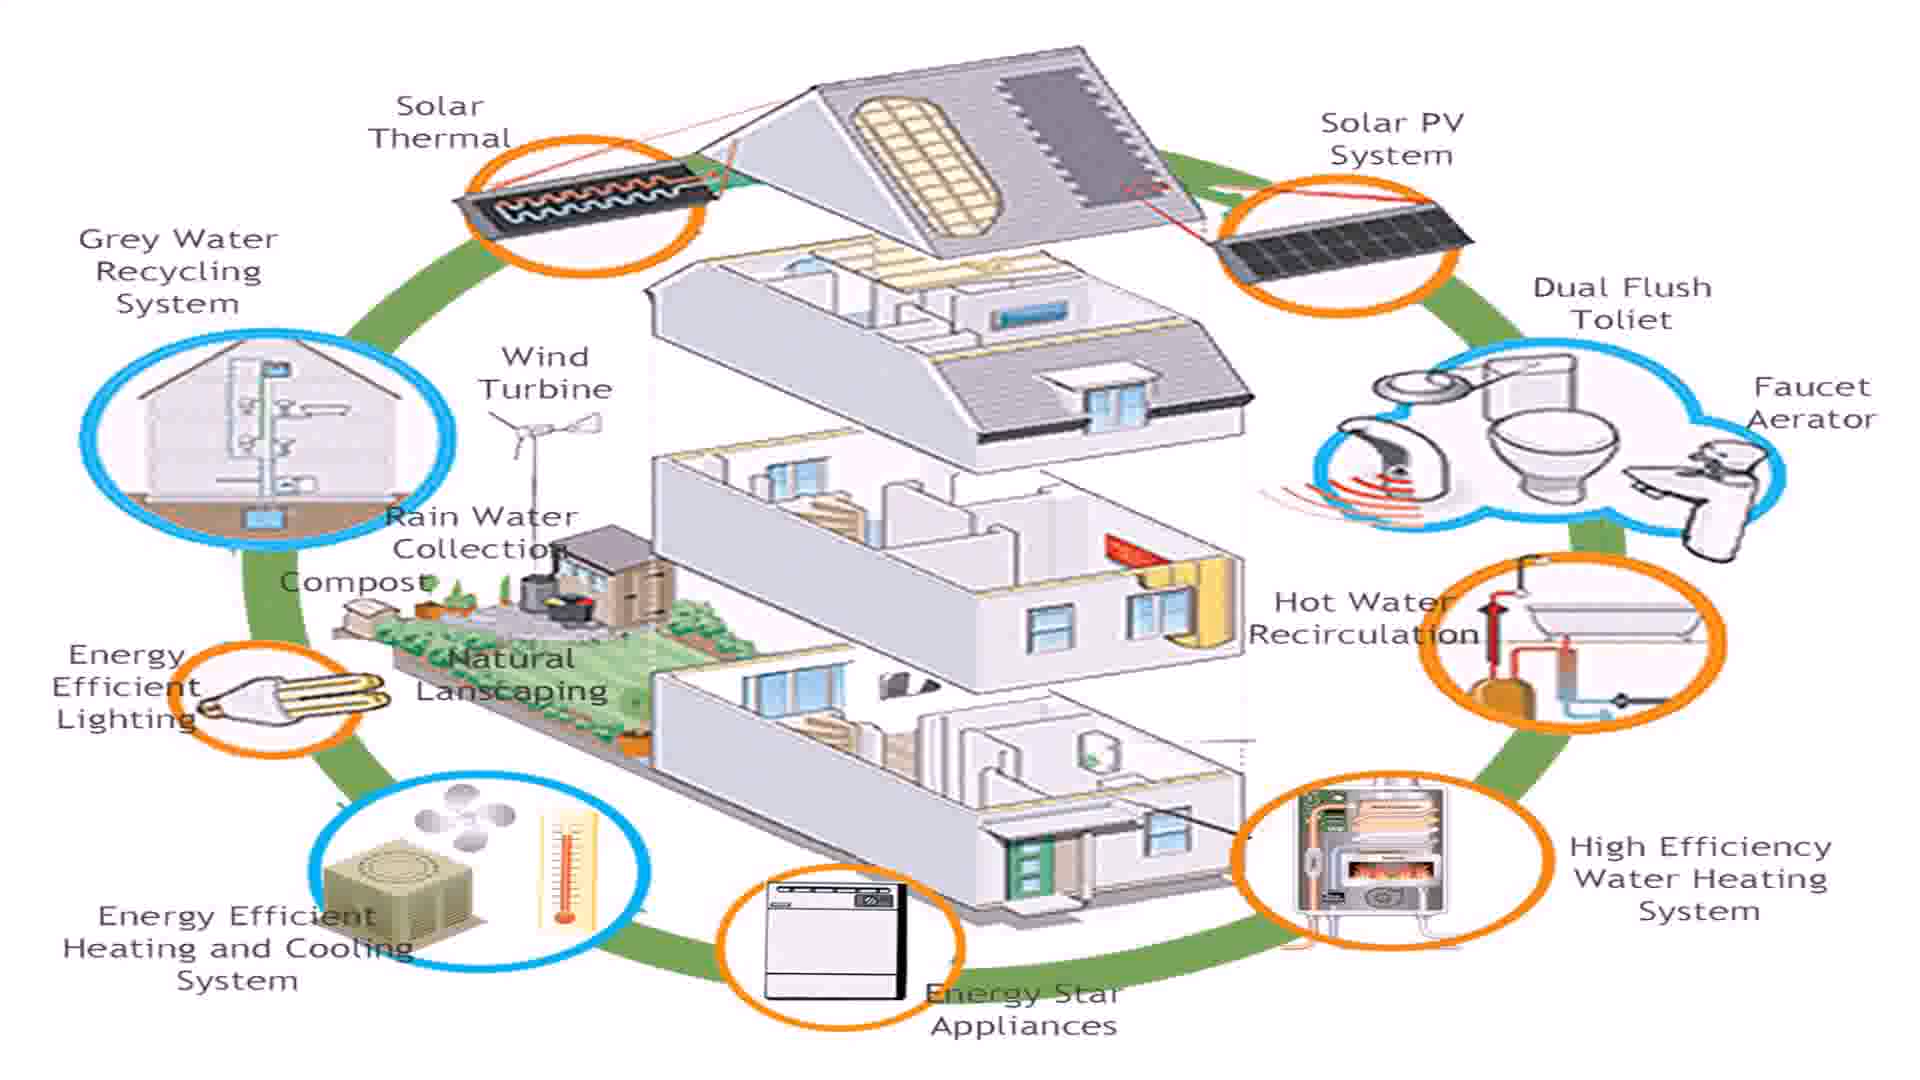 Solar
Thermal
Solar PV
System
Grey Water
Recycling
System
Dual Flush
Toliet
Wind
Turbine
Faucet
Aerator
Rain Water
Collection
Compost
Hot Water
Recirculation
Energy
Efficient
Lighting
Natural
Lanscaping
High Efficiency
Water Heating
System
Energy Efficient
Heating and Cooling
System
Energy Star
Appliances